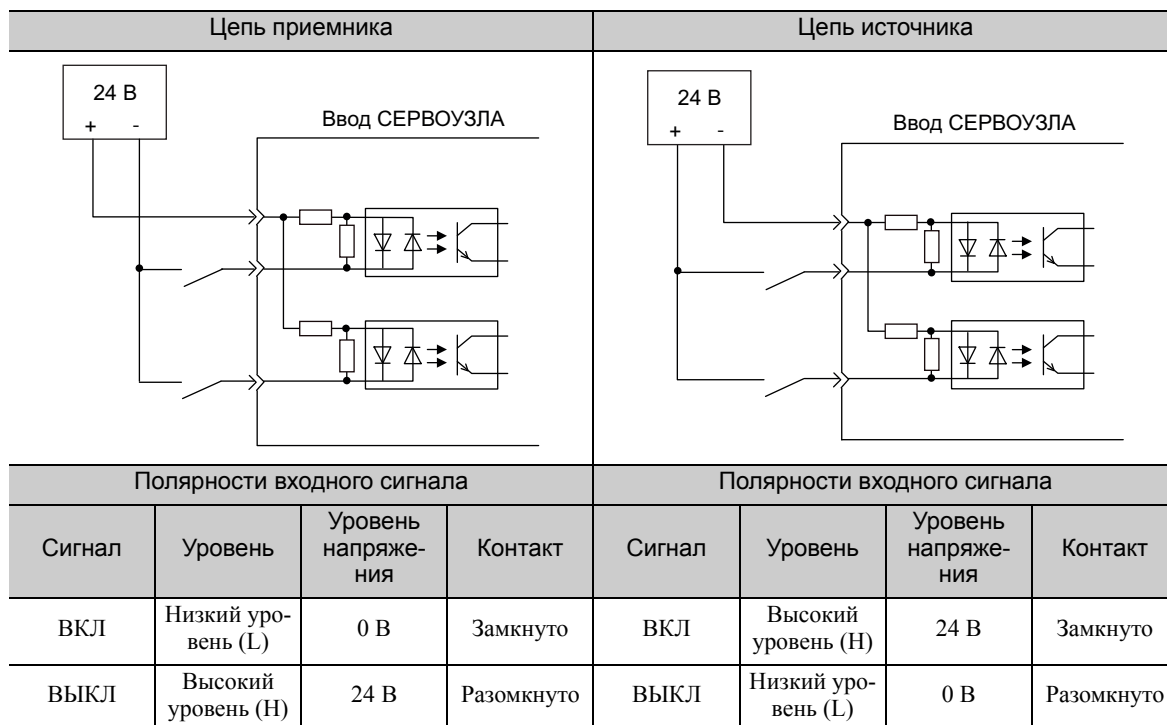 Цепь приемника
Цепь источника
24 В
+ -
Ввод СЕРВОУЗЛА
24 В
+ -
Ввод СЕРВОУЗЛА
Полярности входного сигнала
Полярности входного сигнала
Сигнал
Уровень
Уровень
напряже-
ния
Контакт
Сигнал
Уровень
Уровень
напряже-
ния
Контакт
ВКЛ
Низкий уро-
вень (L)
0 В
Замкнуто
ВКЛ
Высокий
уровень (H)
24 В
Замкнуто
ВЫКЛ
Высокий
уровень (H)
24 В
Разомкнуто
ВЫКЛ
Низкий уро-
вень (L)
0 В
Разомкнуто